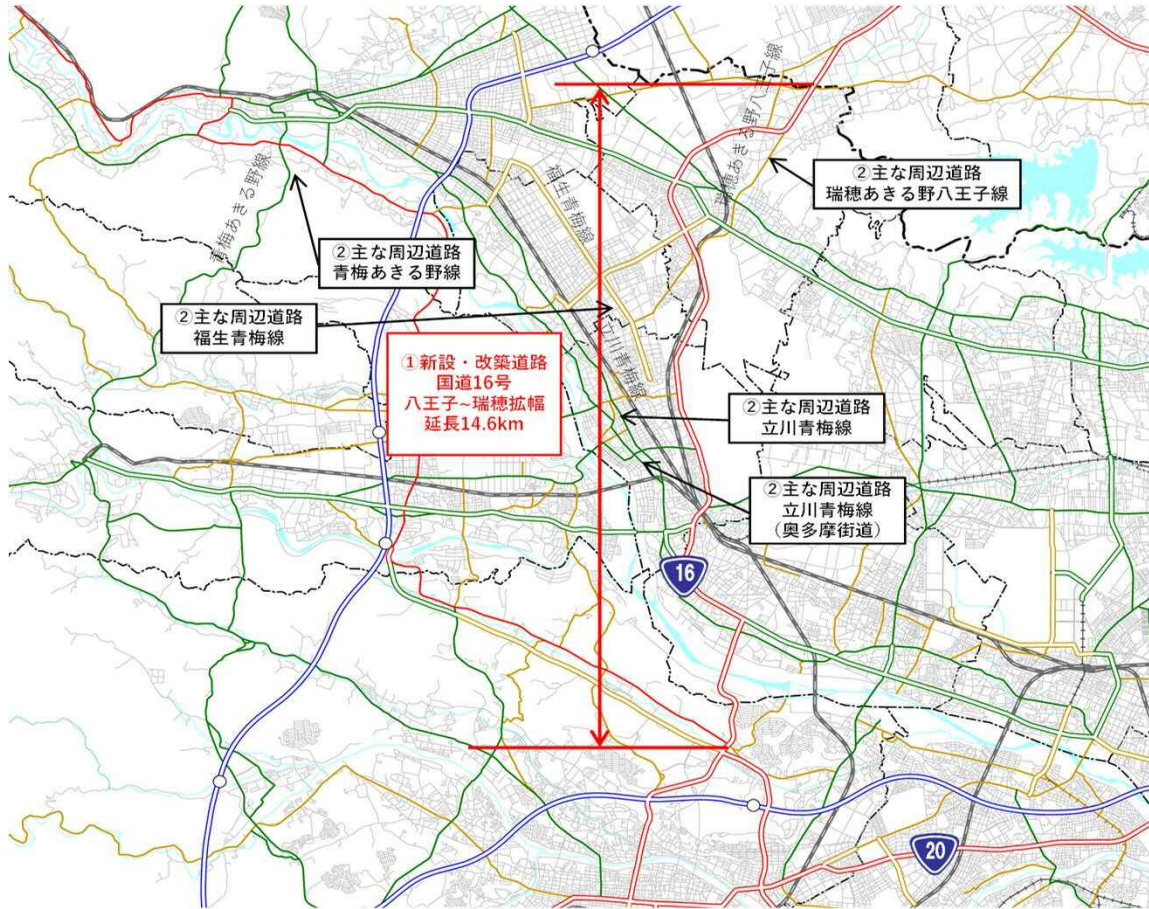 瑞穂あきる野八王子線
②主な周辺道路
瑞穂あきる野八王子線
福生青梅線
青梅あきる野線
②主な周辺道路
青梅あきる野線
②主な周辺道路
福生青梅線
立川青梅線
①新設・改築道路
国道16号
八王子~瑞穂拡幅
延長14.6km
②主な周辺道路
立川青梅線
②主な周辺道路
立川青梅線
(奥多摩街道)
16
20